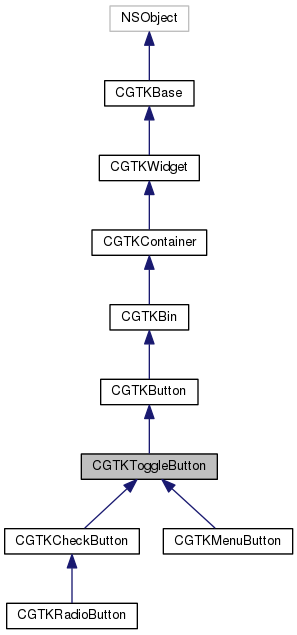 NSObject
CGTKBase
CGTKWidget
CGTKContainer
CGTKBin
CGTKButton
CGTKToggleButton
CGTKCheckButton
CGTKMenuButton
CGTKRadioButton